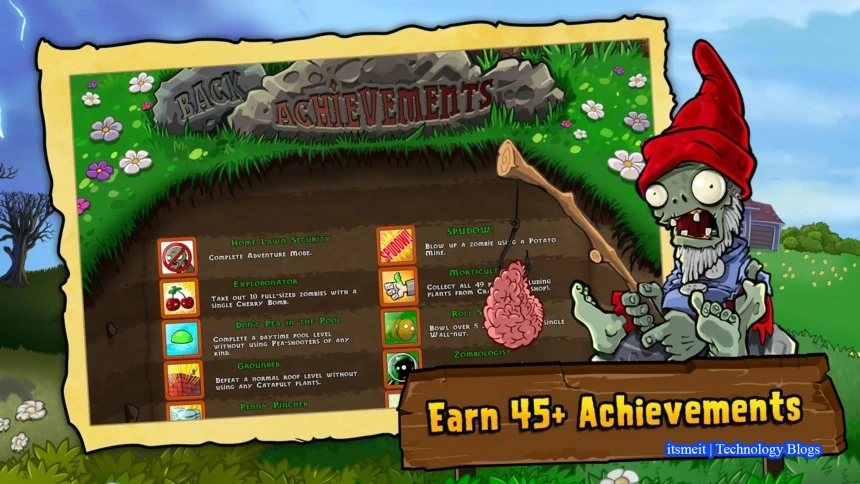 BACK
ACHIEVEMENTS
Home Lawn Security
Complete Adventure Mode.
Explodonator
Take out 10 full-sized zombies with a
single Cherry Bomb.
Don't Pea in the Pool
Complete a daytime pool level
without using Pea-shooters of any
kind.
Grounded
Defeat a normal roof level without
using any Catapult plants.
Penny Pincher
SPUDOW!
SPUDOW!
Blow up a zombie using a Potato
Mine.
Collect all 49
plants from
Roll
Bowl over 5
single
Wall-nut.
Zombologist
Earn 45+ Achievements
itsmeit | Technology Blogs